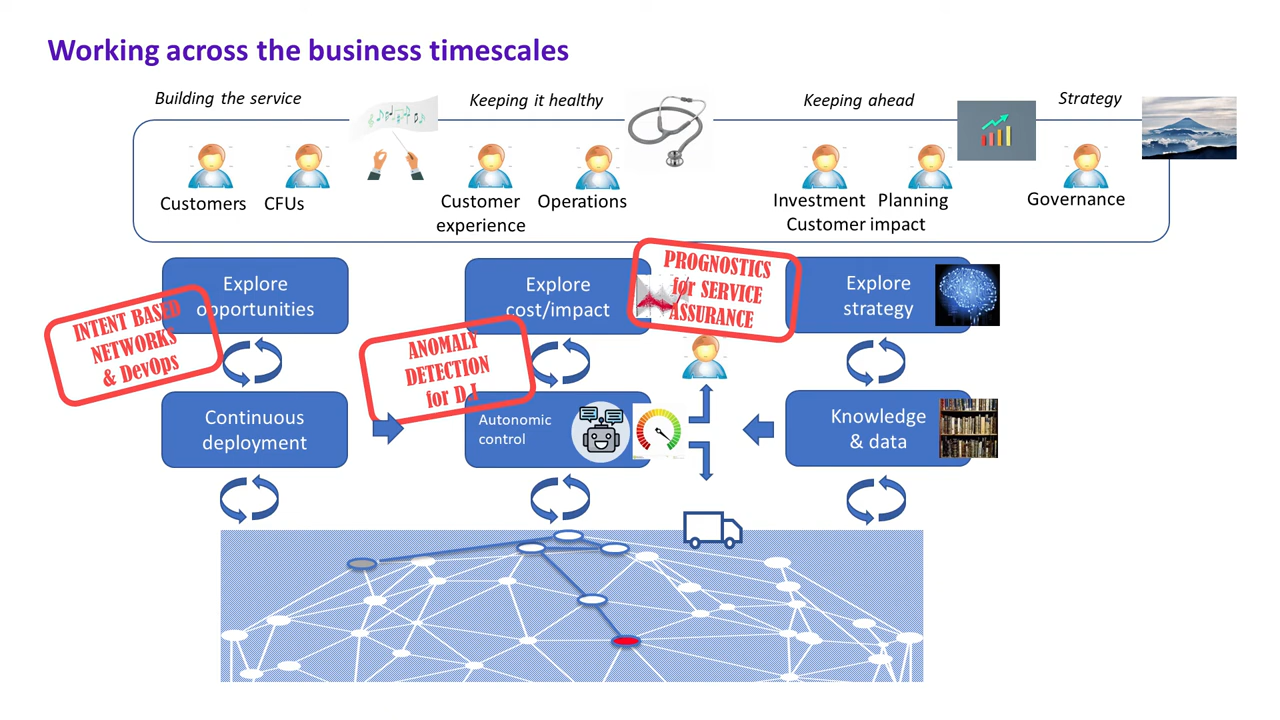 Working across the business timescales
Building the service
Keeping it healthy
Keeping ahead
Strategy
Customers
CFUs
Customer
experience
Operations
Investment
Planning
Customer impact
Governance
Explore
opportunities
Explore
cost/impact
Explore
strategy
INTENT BASED
NETWORKS
& DevOps
ANOMALY
DETECTION
for D.I
PROGNOSTICS
for SERVICE
ASSURANCE
Continuous
deployment
Autonomic
control
Knowledge
& data